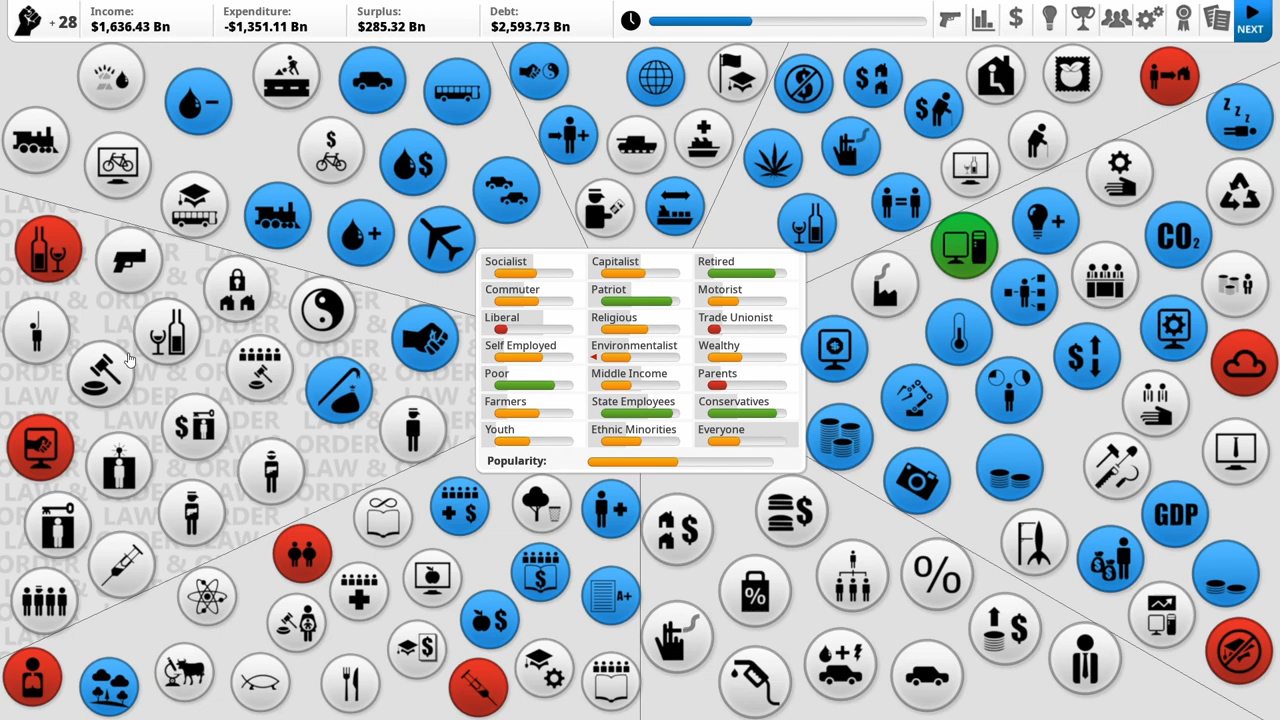 + 28
Income:
$1,636.43 Bn
Expenditure:
-$1,351.11 Bn
Surplus:
$285.32 Bn
Debt:
$2,593.73 Bn
NEXT
Z Z Z
CO₂
GDP
A+
%
LAW & ORDER
Socialist Capitalist Retired
Commuter Patriot Motorist
Liberal Religious Trade Unionist
Self Employed Environmentalist Wealthy
Poor Middle Income Parents
Farmers State Employees Conservatives
Youth Ethnic Minorities Everyone
Popularity: